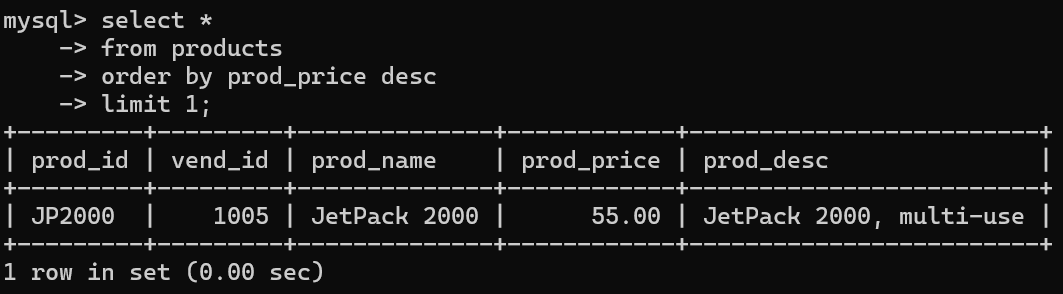 mysql> select *
    -> from products
    -> order by prod_price desc
    -> limit 1;
+---------+---------+--------------+------------+-------------------------+
| prod_id | vend_id | prod_name    | prod_price | prod_desc               |
+---------+---------+--------------+------------+-------------------------+
| JP2000  |    1005 | JetPack 2000 |      55.00 | JetPack 2000, multi-use |
+---------+---------+--------------+------------+-------------------------+
1 row in set (0.00 sec)